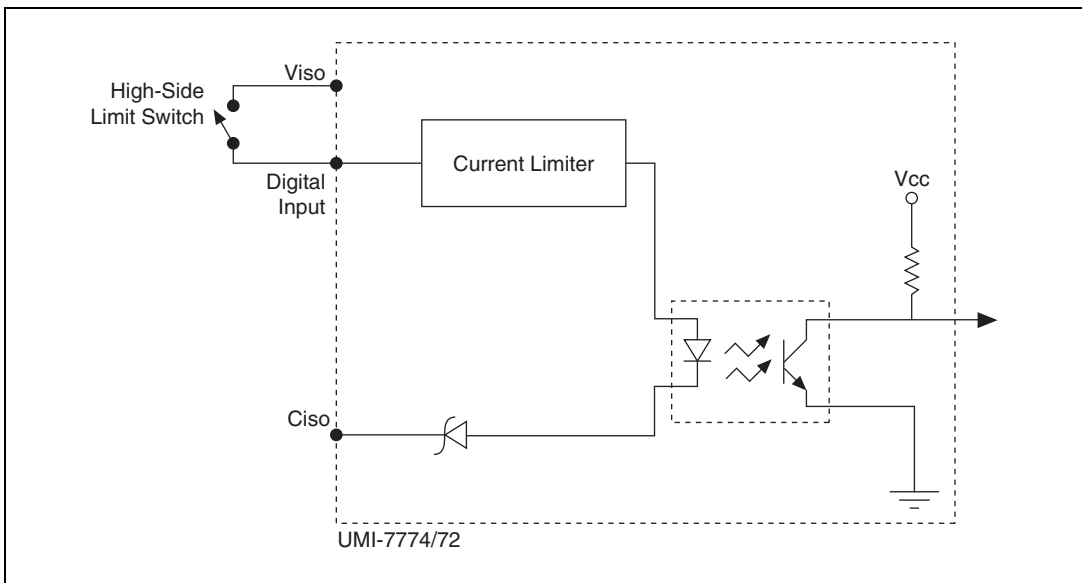 Viso
High-Side
Limit Switch
Current Limiter
Digital
Input
Vcc
Ciso
UMI-7774/72